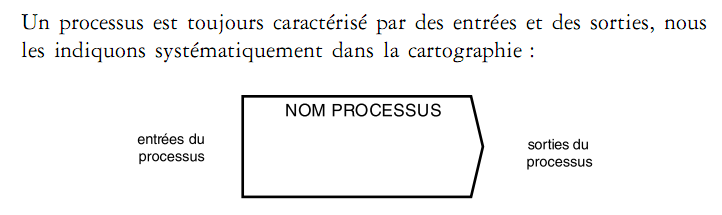 Un processus est toujours caractérisé par des entrées et des sorties, nous
les indiquons systématiquement dans la cartographie :
NOM PROCESSUS
entrées du
processus
sorties du
processus